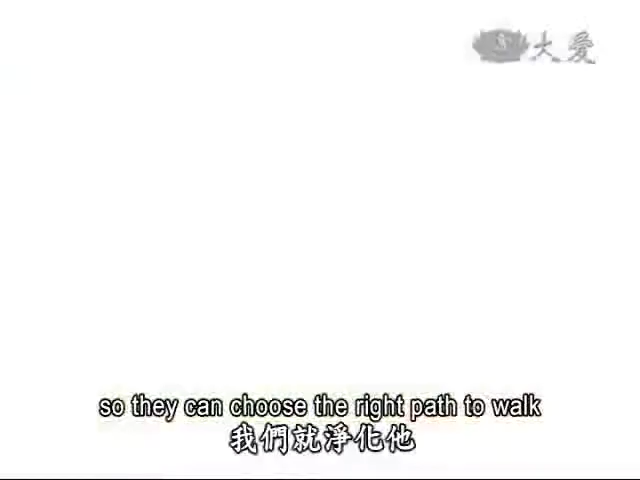 大愛
so they can choose the right path to walk
我們就淨化他